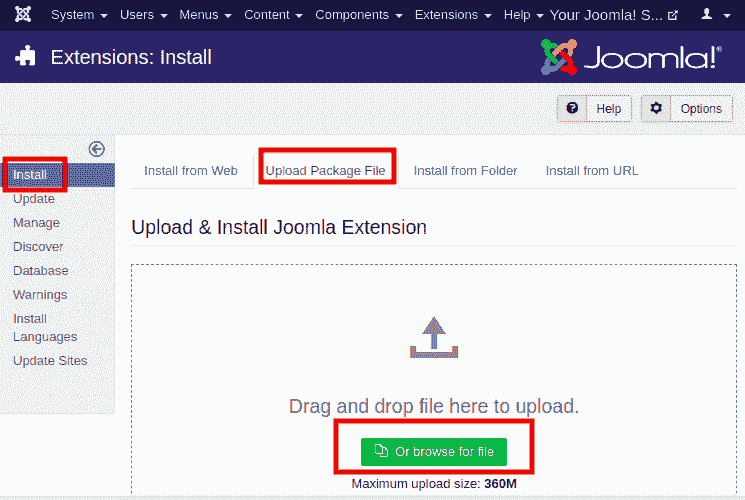 System Users Menus Content Components Extensions Help Your Joomla! S...
Extensions: Install
Joomla!®
Help Options
Install from Web Upload Package File Install from Folder Install from URL
Install
Update
Manage
Discover
Database
Warnings
Install
Languages
Update Sites
Upload & Install Joomla Extension
Drag and drop file here to upload.
Or browse for file
Maximum upload size: 360M